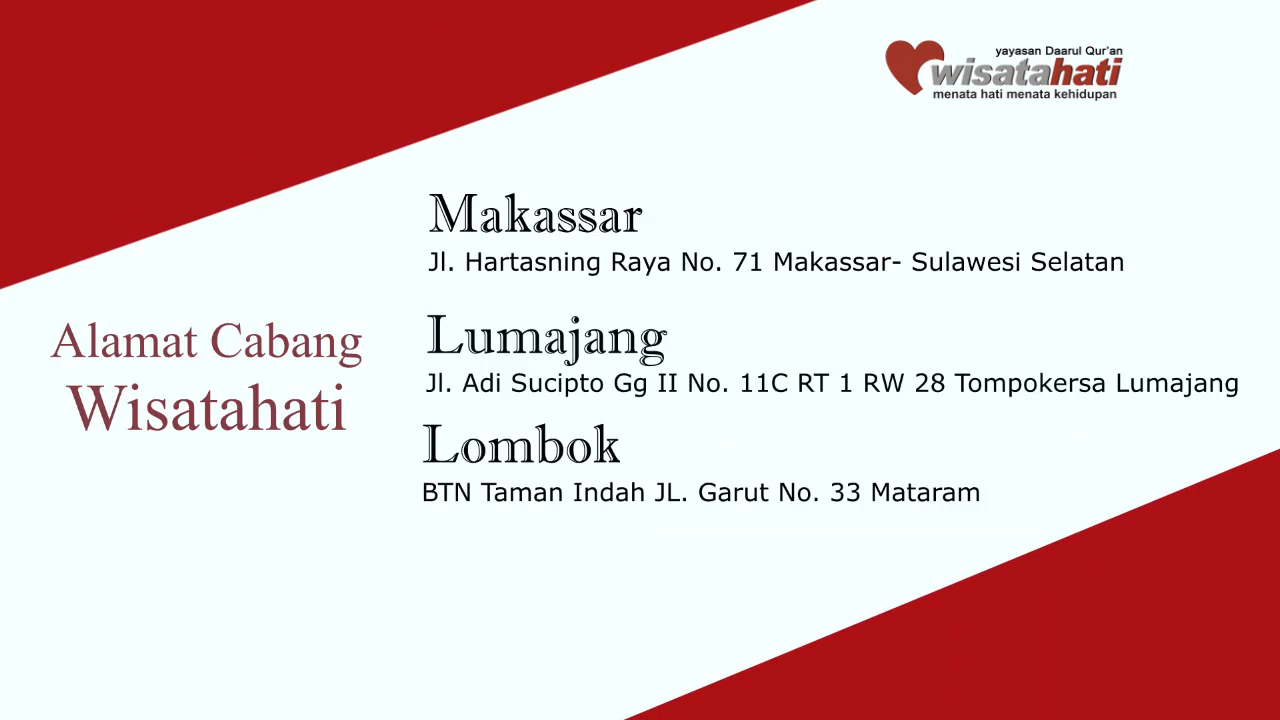 yayasan Daarul Qur'an
wisatahati
menata hati menata kehidupan
Alamat Cabang
Wisatahati
Makassar
Jl. Hartasning Raya No. 71 Makassar- Sulawesi Selatan
Lumajang
Jl. Adi Sucipto Gg II No. 11C RT 1 RW 28 Tompokersa Lumajang
Lombok
BTN Taman Indah JL. Garut No. 33 Mataram